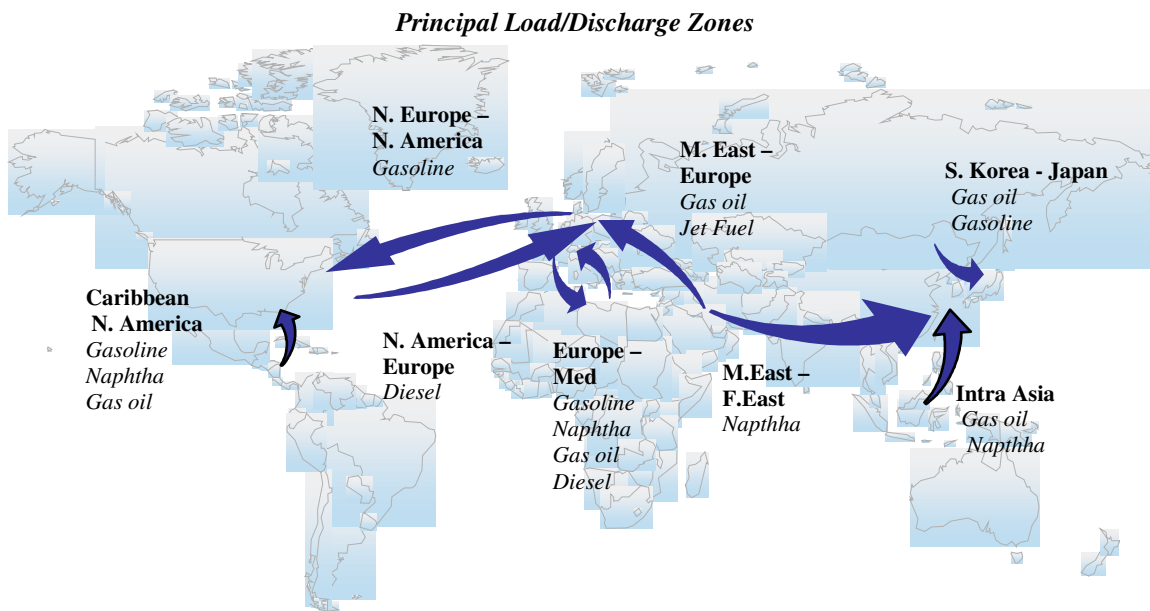 Principal Load/Discharge Zones
N. Europe –
N. America
Gasoline
M. East –
Europe
Gas oil
Jet Fuel
S. Korea - Japan
Gas oil
Gasoline
Caribbean
N. America
Gasoline
Naphtha
Gas oil
N. America –
Europe
Diesel
Europe –
Med
Gasoline
Naphtha
Gas oil
Diesel
M.East –
F.East
Napthha
Intra Asia
Gas oil
Napthha